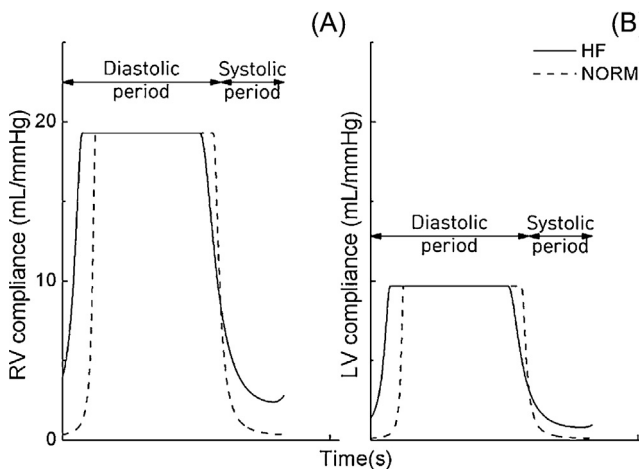 (A)
(B)
HF
NORM
Diastolic
period
Systolic
period
Diastolic
period
Systolic
period
RV compliance (mL/mmHg)
LV compliance (mL/mmHg)
20
10
0
Time(s)